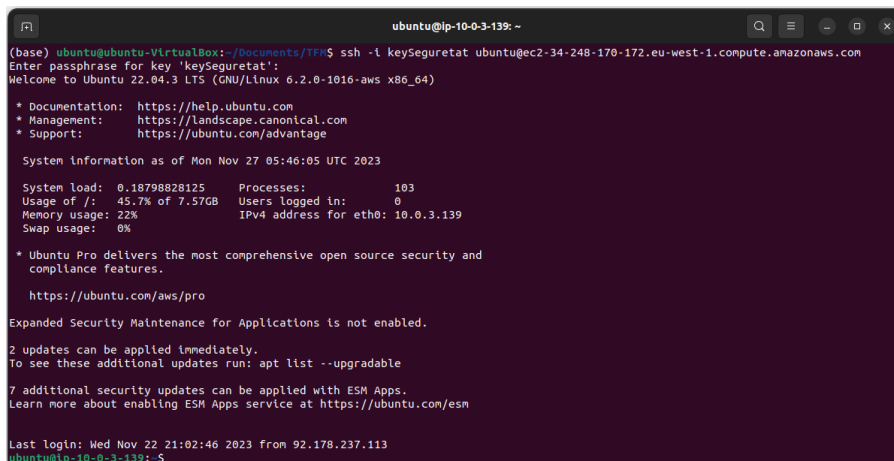 ubuntu@ip-10-0-3-139: ~
(base) ubuntu@ubuntu-VirtualBox:~/Documents/TFM$ ssh -i keySeguretat ubuntu@ec2-34-248-170-172.eu-west-1.compute.amazonaws.com
Enter passphrase for key 'keySeguretat':
Welcome to Ubuntu 22.04.3 LTS (GNU/Linux 6.2.0-1016-aws x86_64)
* Documentation:  https://help.ubuntu.com
* Management:     https://landscape.canonical.com
* Support:        https://ubuntu.com/advantage
System information as of Mon Nov 27 05:46:05 UTC 2023
System load:  0.18798828125     Processes:             103
Usage of /:   45.7% of 7.57GB   Users logged in:       0
Memory usage: 22%               IPv4 address for eth0: 10.0.3.139
Swap usage:   0%
* Ubuntu Pro delivers the most comprehensive open source security and
compliance features.
https://ubuntu.com/aws/pro
Expanded Security Maintenance for Applications is not enabled.
2 updates can be applied immediately.
To see these additional updates run: apt list --upgradable
7 additional security updates can be applied with ESM Apps.
Learn more about enabling ESM Apps service at https://ubuntu.com/esm
Last login: Wed Nov 22 21:02:46 2023 from 92.178.237.113
ubuntu@ip-10-0-3-139:~$